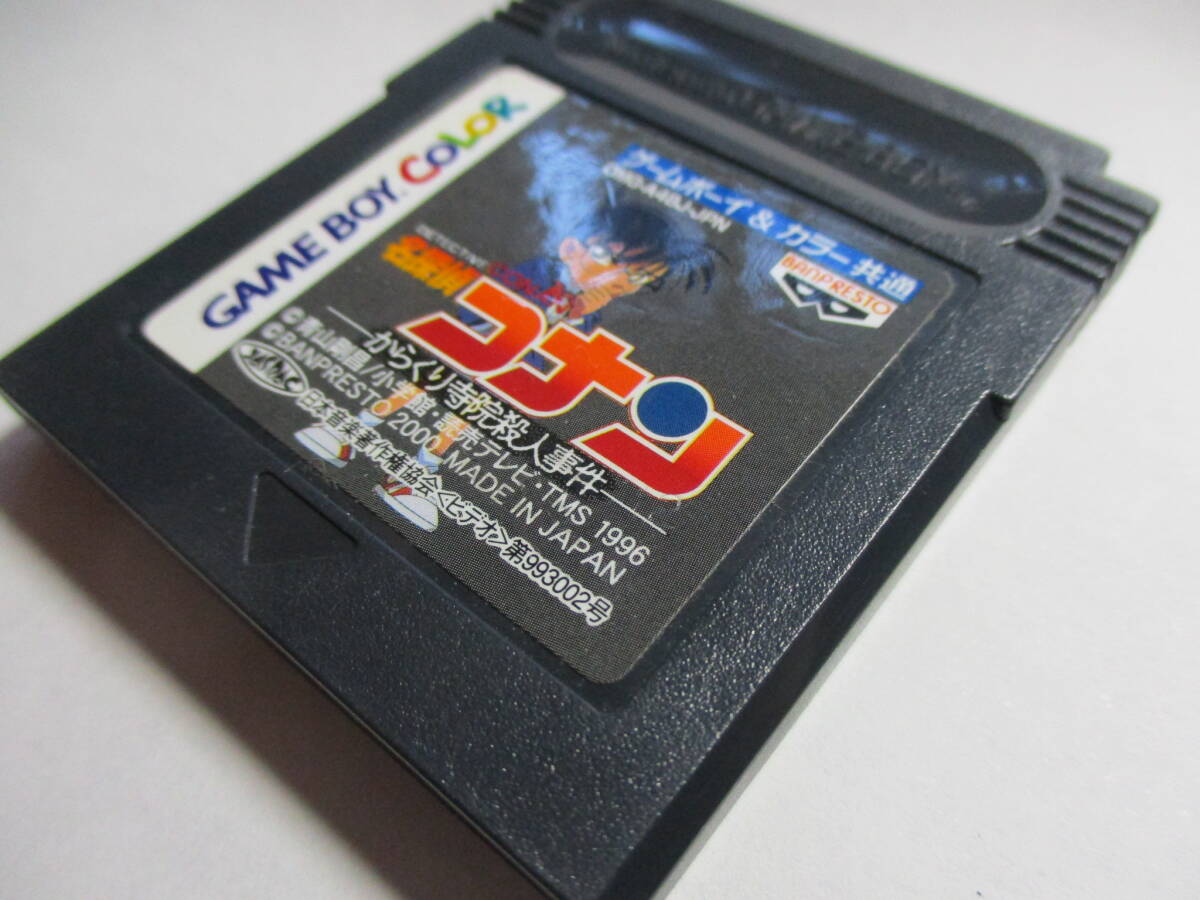 GAME BOY COLOR
ゲームボーイ & カラー 共通
BANPRESTO
DETECTIVE CONAN
名探偵
コナン
からくり寺院殺人事件
©青山剛昌/小学館・読売テレビ・TMS 1996
©BANPRESTO 2000 MADE IN JAPAN
日本音楽著作権協会<ビデオ>第993002号